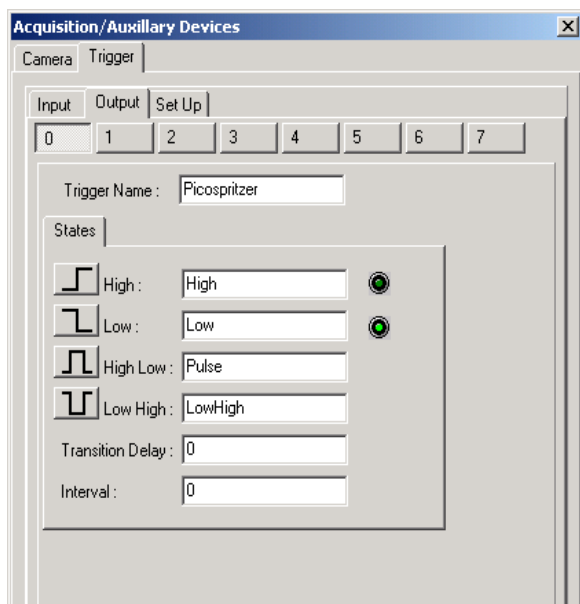 Acquisition/Auxillary Devices
Camera Trigger
Input Output Set Up
0 1 2 3 4 5 6 7
Trigger Name : Picospritzer
States
High : High
Low : Low
High Low : Pulse
Low High : LowHigh
Transition Delay : 0
Interval : 0